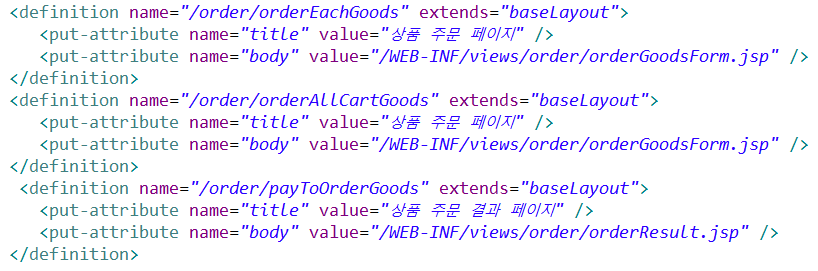 <definition name="/order/orderEachGoods" extends="baseLayout">
   <put-attribute name="title" value="상품 주문 페이지" />
   <put-attribute name="body" value="/WEB-INF/views/order/orderGoodsForm.jsp" />
</definition>
<definition name="/order/orderAllCartGoods" extends="baseLayout">
   <put-attribute name="title" value="상품 주문 페이지" />
   <put-attribute name="body" value="/WEB-INF/views/order/orderGoodsForm.jsp" />
</definition>
 <definition name="/order/payToOrderGoods" extends="baseLayout">
   <put-attribute name="title" value="상품 주문 결과 페이지" />
   <put-attribute name="body" value="/WEB-INF/views/order/orderResult.jsp" />
</definition>